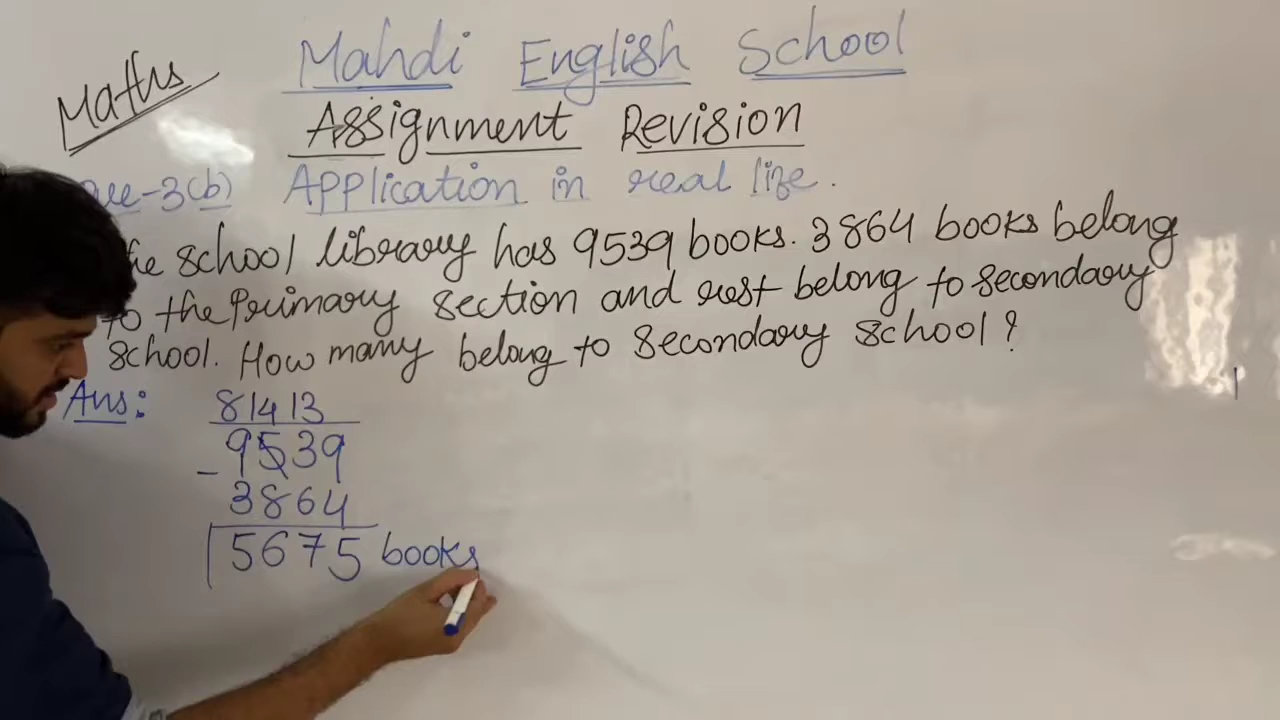 Maths
Mahdi English School
Assignment Revision
3(b) Application in real life.
school library has 9539 books. 3864 books belong
to the Primary section and rest belong to secondary
school. How many belong to secondary school?
Ans:
8 14 13
9539
- 3864
5675 books